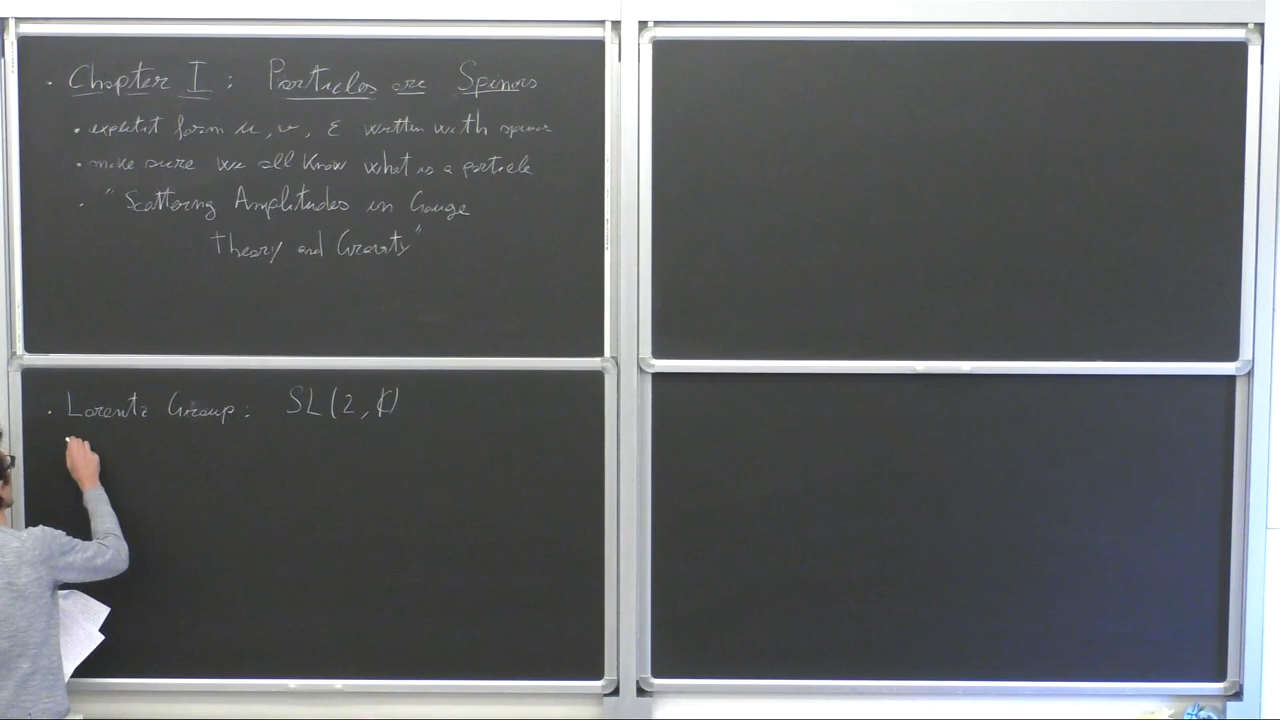 · Chapter I : Particles are Spinors
• explicit form u, v, ε written with spinor
• make sure we all know what is a particle
· "Scattering Amplitudes in Gauge
Theory and Gravity"
· Lorentz Group : SL(2,ℂ)